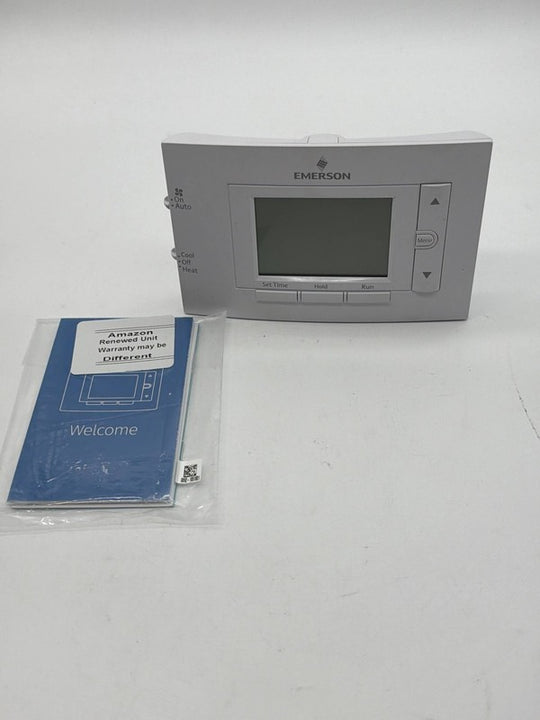 EMERSON
On
Auto
Cool
Off
Heat
Menu
Set Time
Hold
Run
Amazon
Renewed Unit
Warranty may be
Different
Welcome